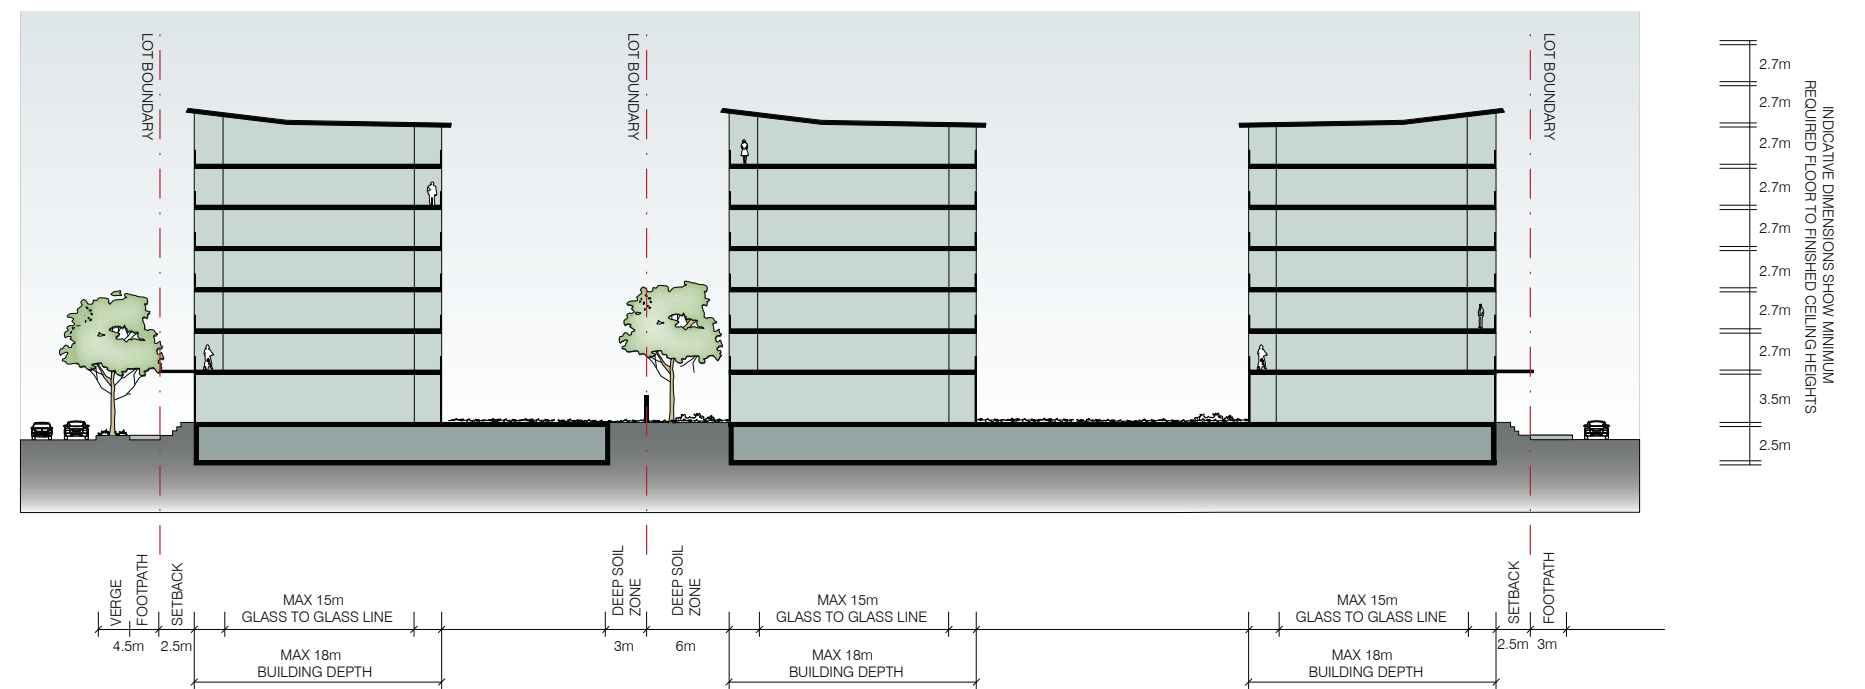 LOT BOUNDARY
LOT BOUNDARY
LOT BOUNDARY
2.7m
2.7m
2.7m
2.7m
2.7m
2.7m
2.7m
2.7m
3.5m
2.5m
INDICATIVE DIMENSIONS SHOW MINIMUM
REQUIRED FLOOR TO FINISHED CEILING HEIGHTS
VERGE
FOOTPATH
SETBACK
MAX 15m
GLASS TO GLASS LINE
DEEP SOIL
ZONE
DEEP SOIL
ZONE
MAX 15m
GLASS TO GLASS LINE
MAX 15m
GLASS TO GLASS LINE
SETBACK
FOOTPATH
4.5m
2.5m
3m
6m
2.5m
3m
MAX 18m
BUILDING DEPTH
MAX 18m
BUILDING DEPTH
MAX 18m
BUILDING DEPTH